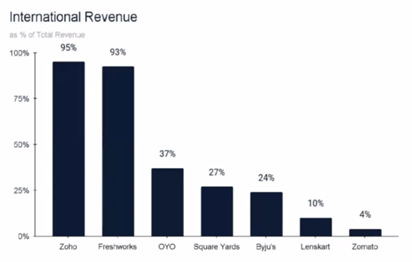 International Revenue
as % of Total Revenue
100%
75%
50%
25%
0%
95%
93%
37%
27%
24%
10%
4%
Zoho
Freshworks
OYO
Square Yards
Byju's
Lenskart
Zomato